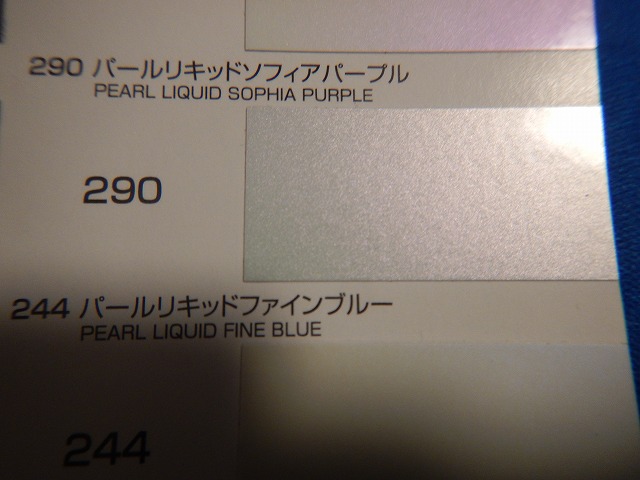 290 パールリキッドソフィアパープル
PEARL LIQUID SOPHIA PURPLE
290
244 パールリキッドファインブルー
PEARL LIQUID FINE BLUE
244